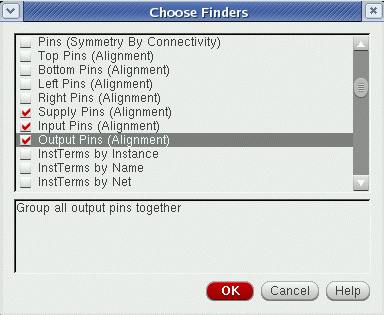 Choose Finders
Pins (Symmetry By Connectivity)
Top Pins (Alignment)
Bottom Pins (Alignment)
Left Pins (Alignment)
Right Pins (Alignment)
Supply Pins (Alignment)
Input Pins (Alignment)
Output Pins (Alignment)
InstTerms by Instance
InstTerms by Name
InstTerms by Net
Group all output pins together
OK Cancel Help